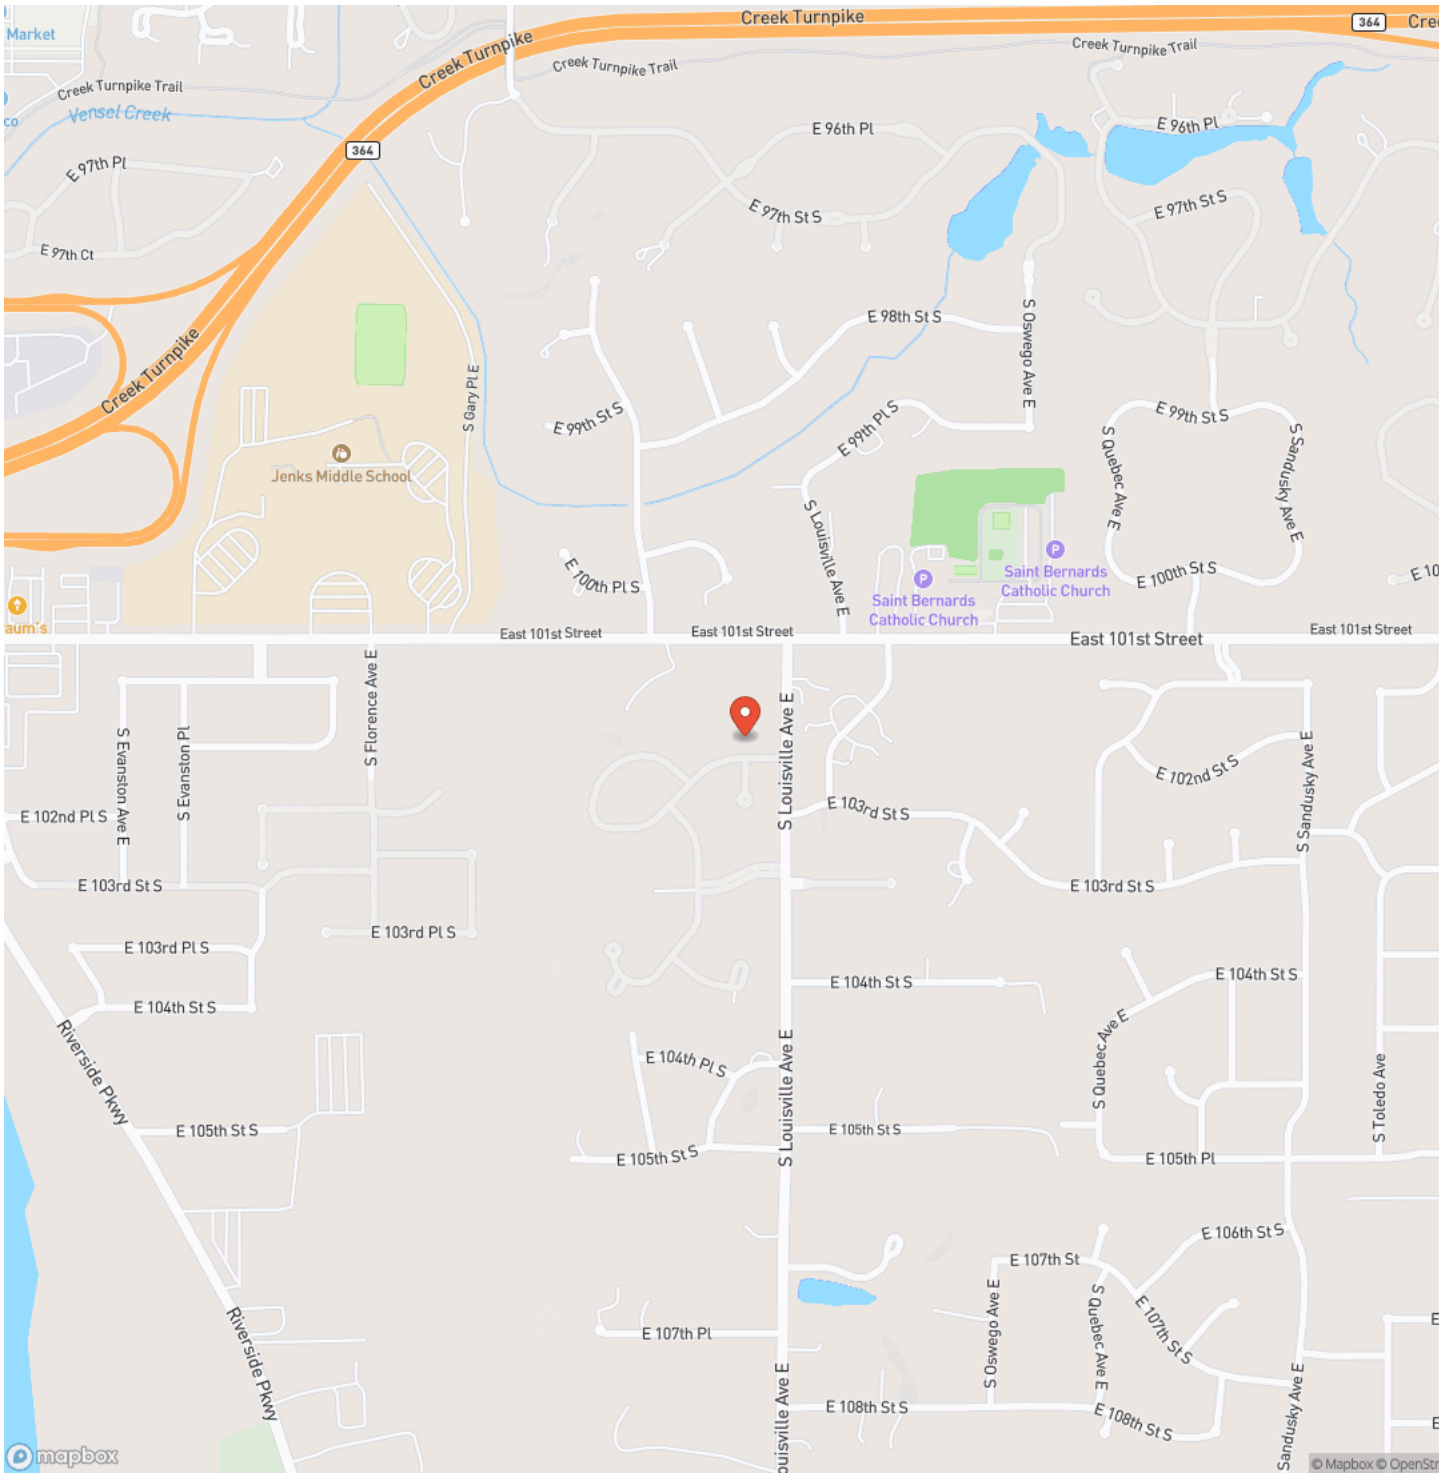 Creek Turnpike
364
Cree
Market
Creek Turnpike
Creek Turnpike Trail
Creek Turnpike Trail
Creek Turnpike Trail
co
Vensel Creek
E 96th Pl
E 96th Pl
364
E 97th Pl
E 97th St S
E 97th St S
E 97th Ct
E 98th St S
S Oswego Ave E
Creek Turnpike
S Gary Pl E
E 99th St S
E 99th Pl S
E 99th St S
S Quebec Ave E
S Sandusky Ave E
Jenks Middle School
S Louisville Ave E
E 100th Pl S
P
Saint Bernards
Catholic Church
P
Saint Bernards
Catholic Church
E 100th St S
E 10
aum's
East 101st Street
East 101st Street
East 101st Street
East 101st Street
S Florence Ave E
S Evanston Ave E
S Evanston Pl
S Louisville Ave E
S Sandusky Ave E
E 102nd St S
E 102nd Pl S
E 103rd St S
E 103rd St S
E 103rd St S
E 103rd Pl S
E 103rd Pl S
E 104th St S
E 104th St S
E 104th St S
Riverside Pkwy
E 104th Pl S
S Louisville Ave E
S Quebec Ave E
S Toledo Ave
E 105th St S
E 105th St S
E 105th St S
E 105th Pl
E 106th St S
E 107th St
S Oswego Ave E
S Quebec Ave E
E 107th St S
E
Riverside Pkwy
E 107th Pl
ouisville Ave E
Sandusky Ave E
E 108th St S
E 108th St S
E
mapbox
© Mapbox © OpenStr